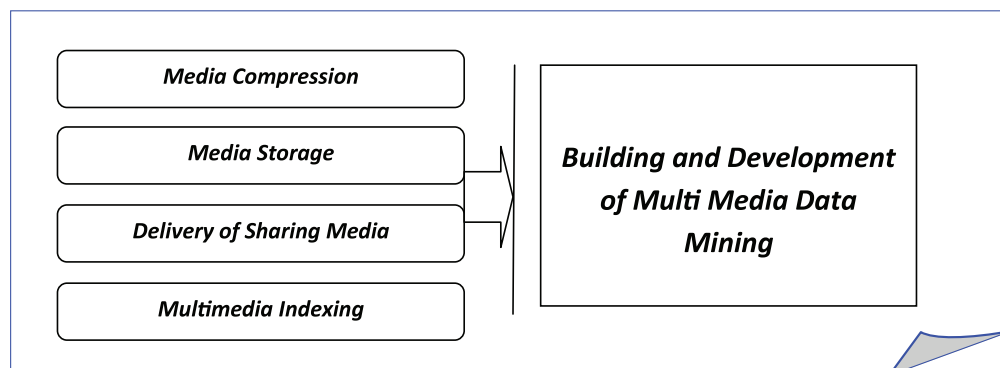 Media Compression
Media Storage
Delivery of Sharing Media
Multimedia Indexing
Building and Development
of Multi Media Data
Mining